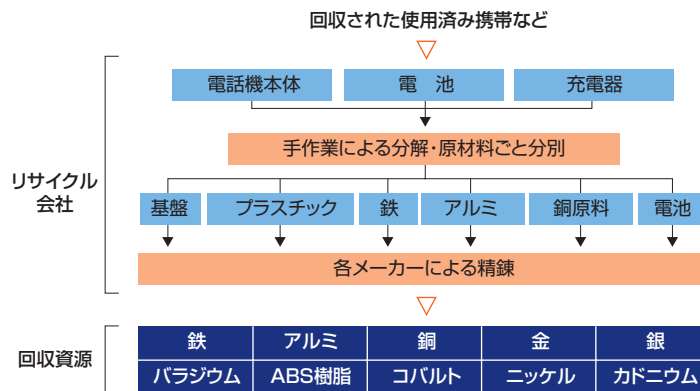 回収された使用済み携帯など
電話機本体 電 池 充電器
手作業による分解・原材料ごと分別
リサイクル
会社
基盤 プラスチック 鉄 アルミ 銅原料 電池
各メーカーによる精錬
回収資源
鉄 アルミ 銅 金 銀
バラジウム ABS樹脂 コバルト ニッケル カドニウム